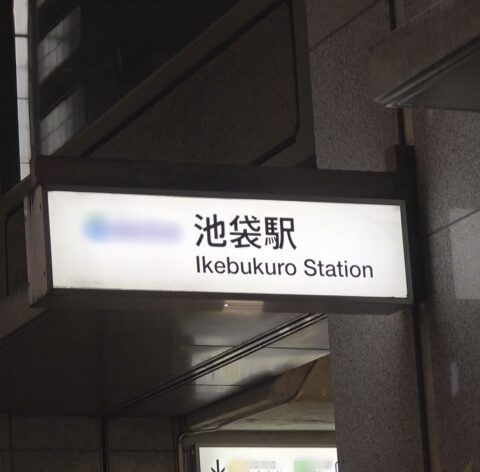 池袋駅
Ikebukuro Station